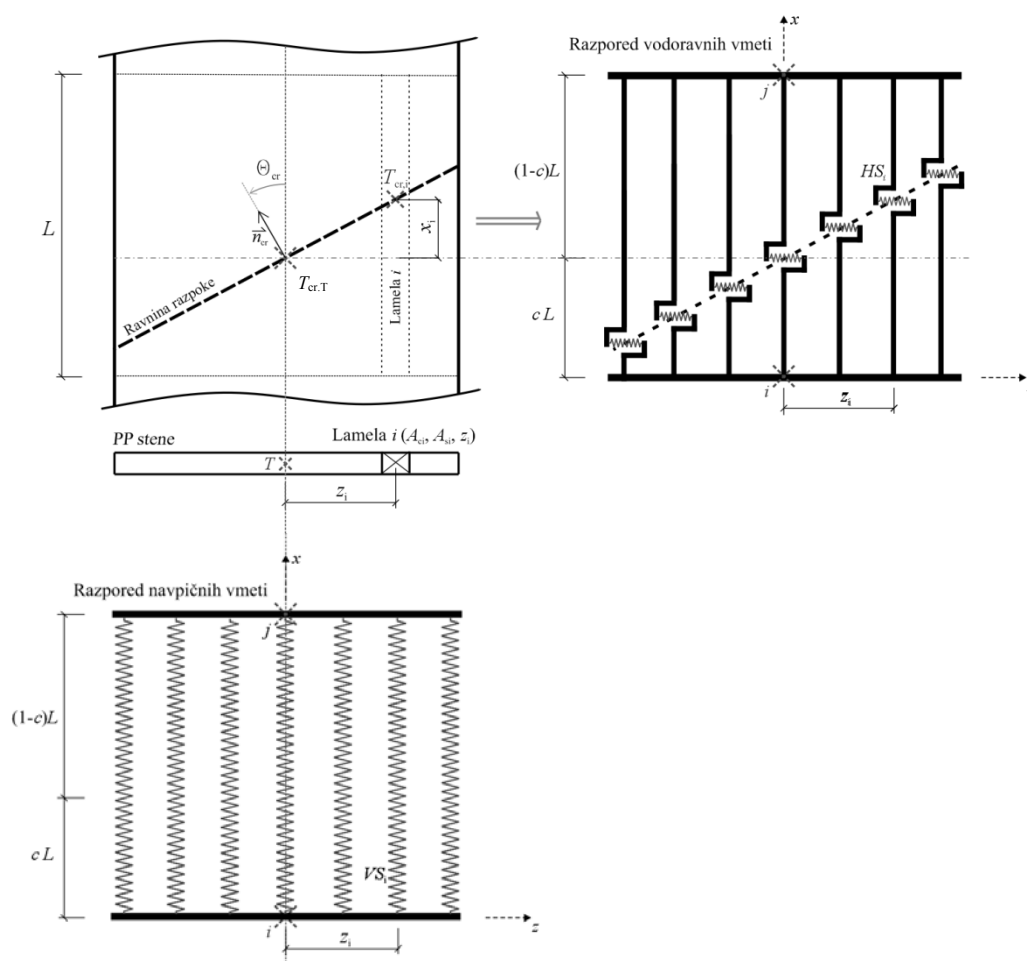 x
Razpored vodoravnih vmeti
j
Θcr
Tcr,i
(1-c)L
HSi
L
n⃗cr
xi
Tcr.T
Lamela i
Ravnina razpoke
c L
i
zi
PP stene
Lamela i (Aci, Asi, zi)
T
zi
x
Razpored navpičnih vmeti
j
(1-c)L
c L
VSi
i
z
zi